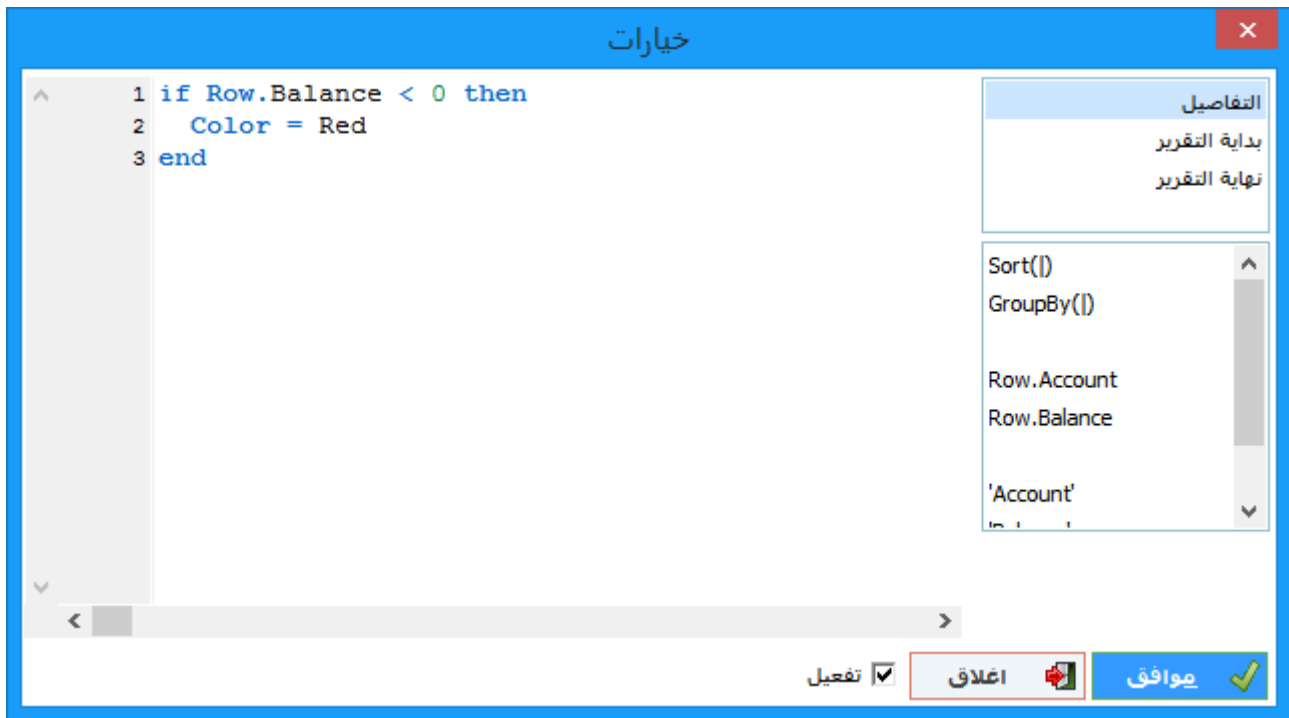 خيارات
1 if Row.Balance < 0 then
2 Color = Red
3 end
التفاصيل
بداية التقرير
نهاية التقرير
Sort(|)
GroupBy(|)
Row.Account
Row.Balance
'Account'
موافق
اغلاق
تفعيل